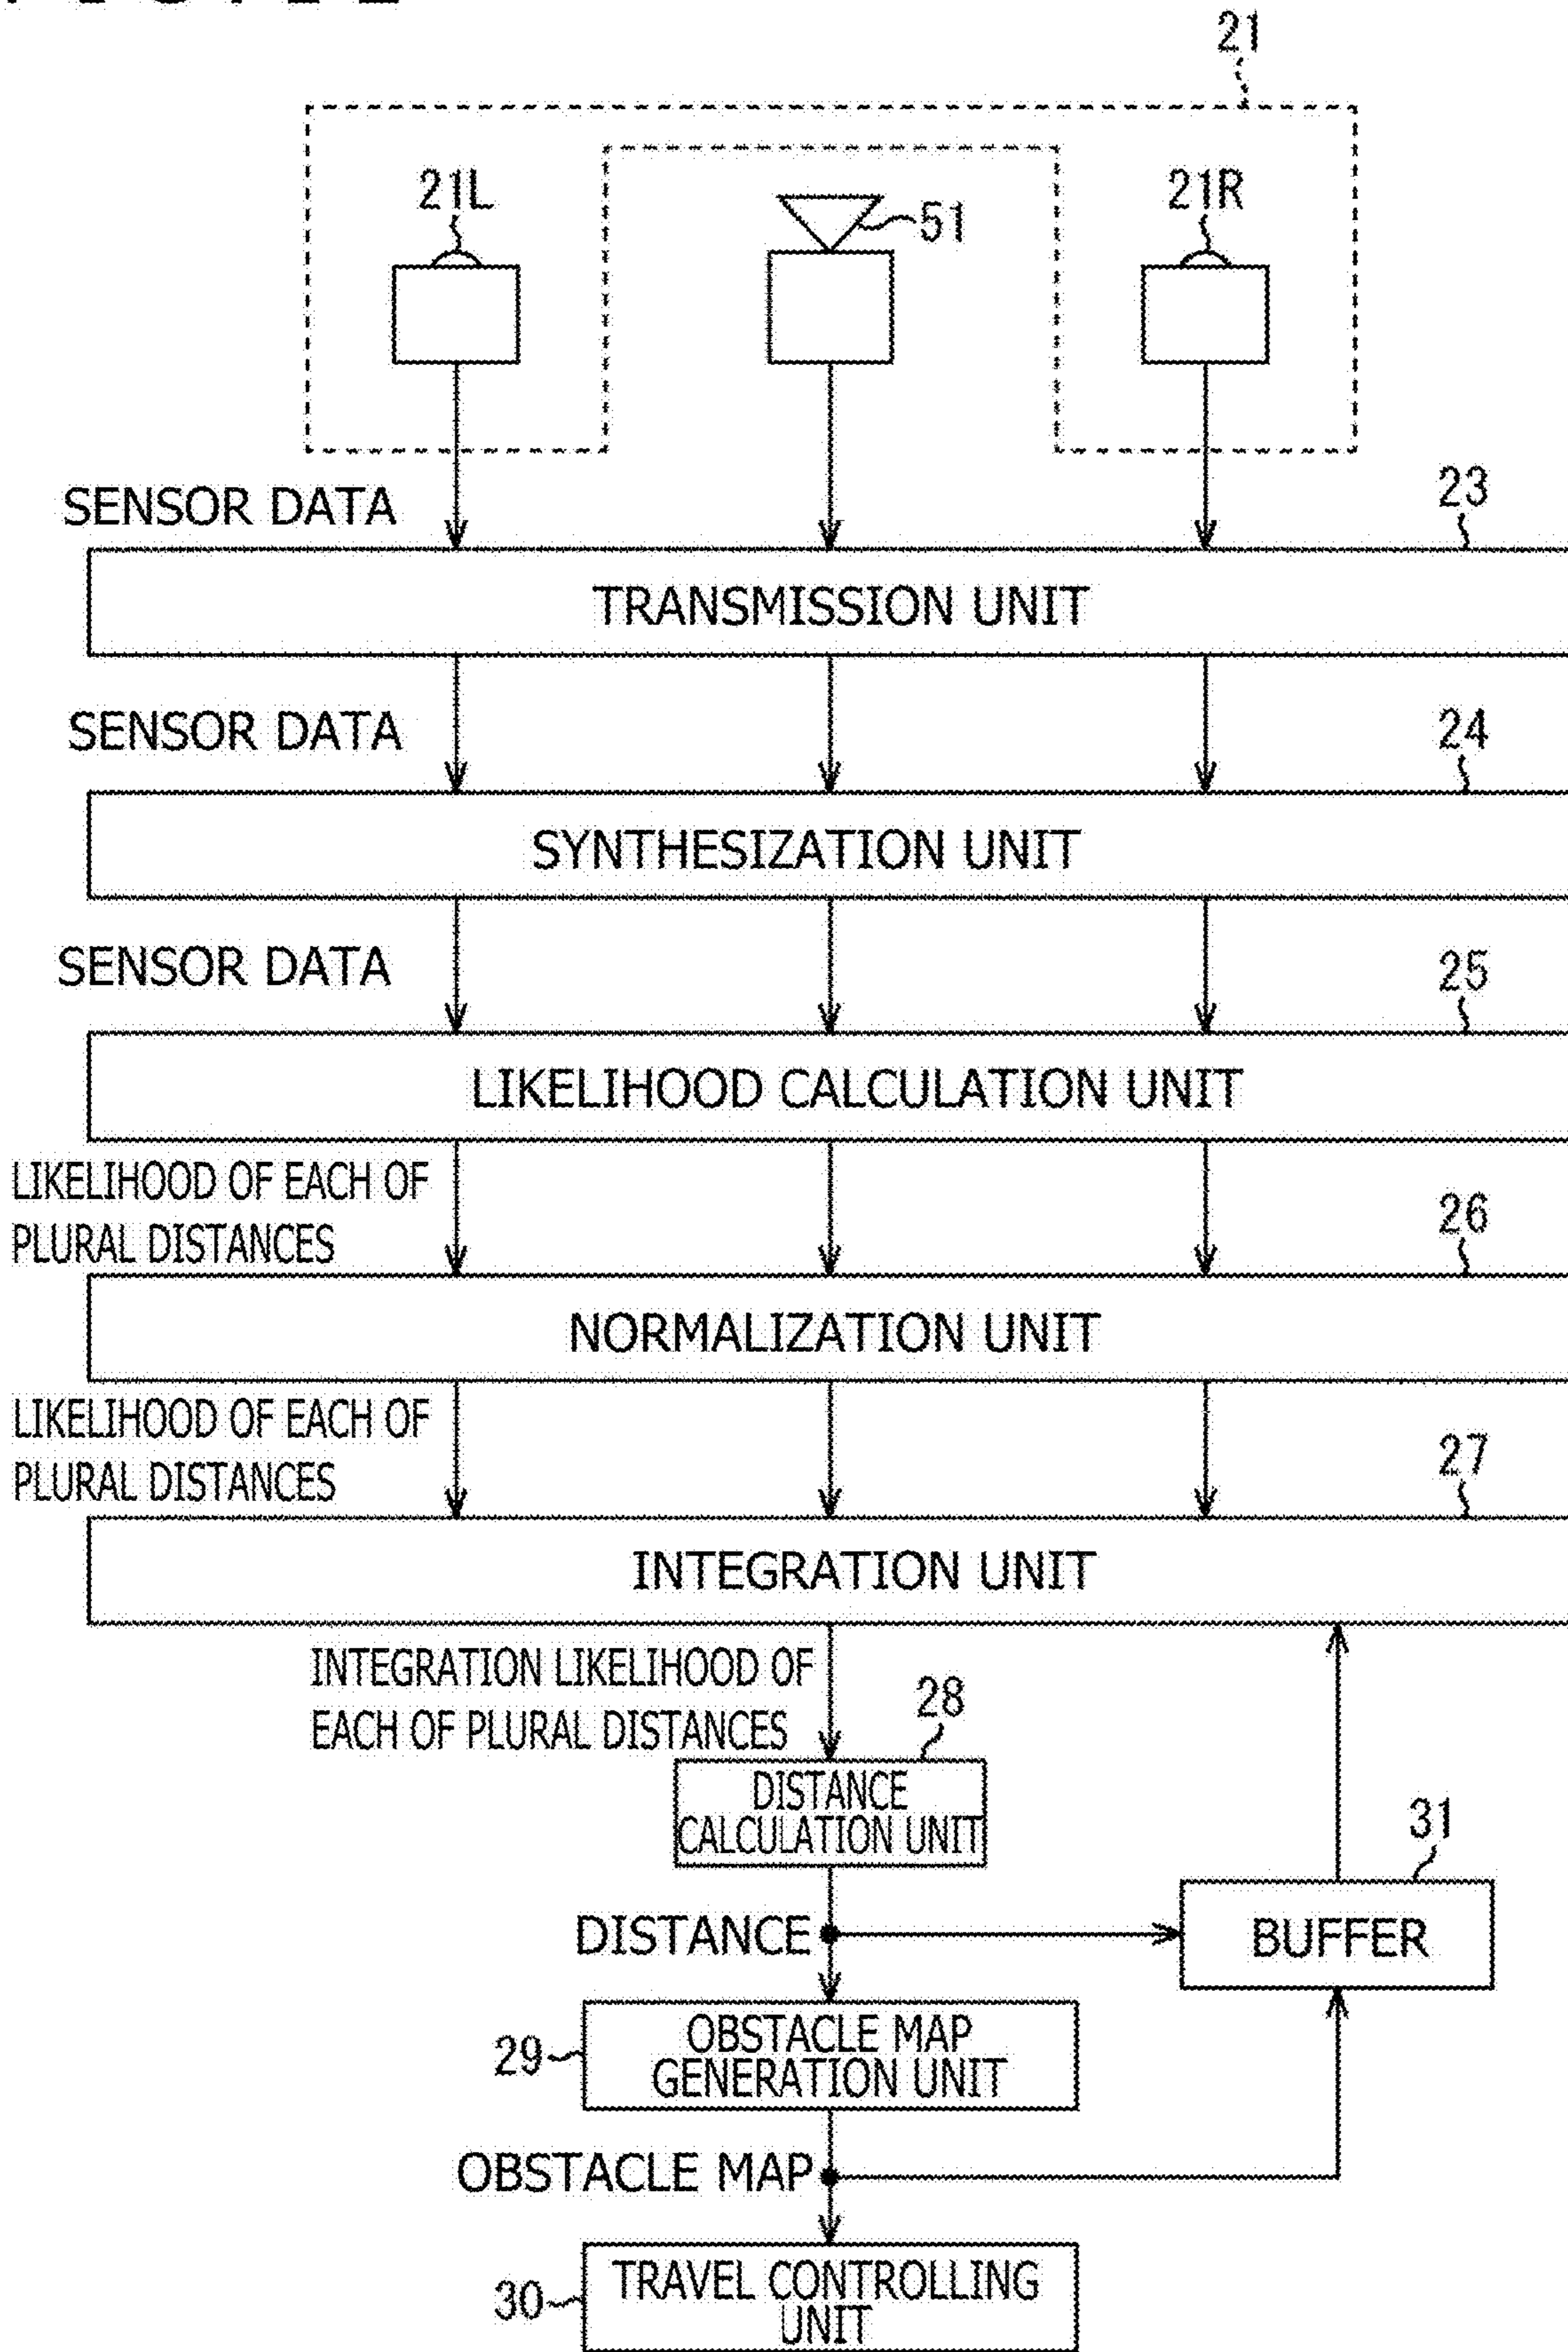 21
21L
51
21R
SENSOR DATA
23
TRANSMISSION UNIT
SENSOR DATA
24
SYNTHESIZATION UNIT
SENSOR DATA
25
LIKELIHOOD CALCULATION UNIT
LIKELIHOOD OF EACH OF
PLURAL DISTANCES
26
NORMALIZATION UNIT
LIKELIHOOD OF EACH OF
PLURAL DISTANCES
27
INTEGRATION UNIT
INTEGRATION LIKELIHOOD OF
EACH OF PLURAL DISTANCES
28
DISTANCE
CALCULATION UNIT
31
DISTANCE
BUFFER
29
OBSTACLE MAP
GENERATION UNIT
OBSTACLE MAP
30
TRAVEL CONTROLLING
UNIT